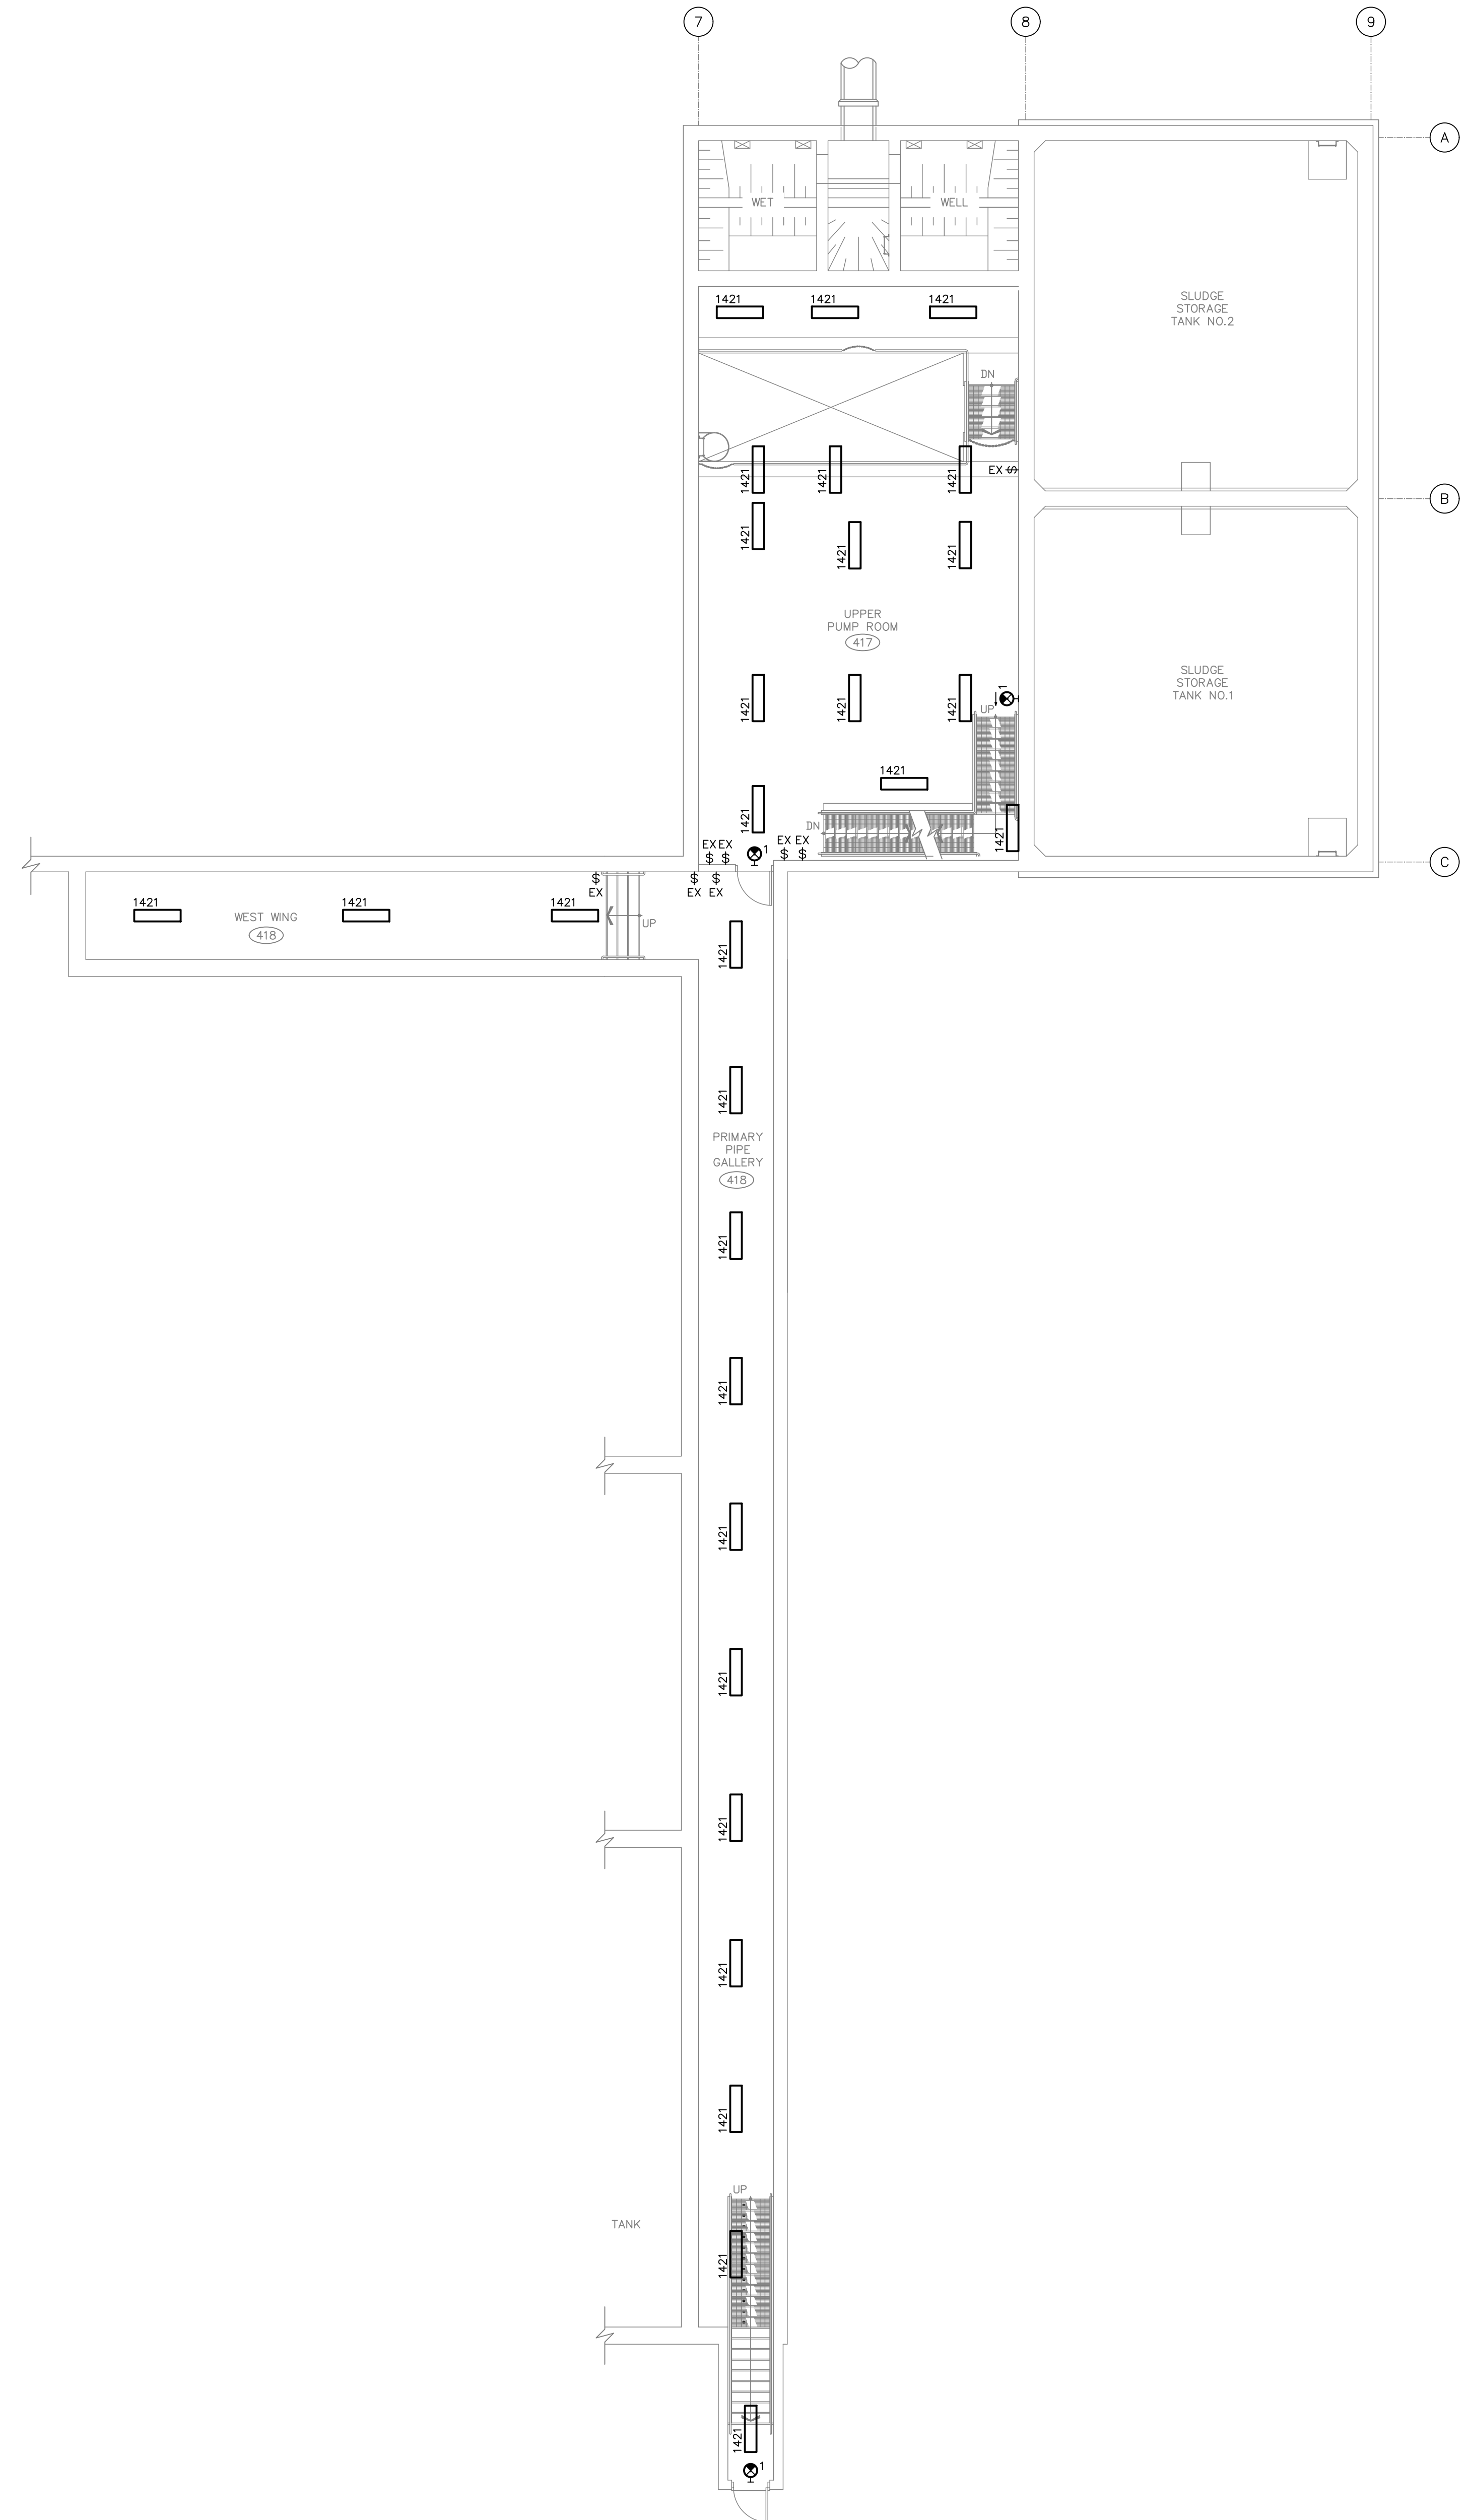 7
8
9
A
WET
WELL
1421
1421
1421
SLUDGE
STORAGE
TANK NO.2
DN
EX $
1421
1421
1421
B
1421
1421
1421
UPPER
PUMP ROOM
417
SLUDGE
STORAGE
TANK NO.1
1421
1421
1421
1
UP
1421
1421
1421
DN
EX EX
$ $
1
EX EX
$ $
C
$
EX
$
EX
$
EX
1421
1421
1421
WEST WING
418
UP
1421
1421
PRIMARY
PIPE
GALLERY
418
1421
1421
1421
1421
1421
1421
1421
UP
TANK
1421
1421
1